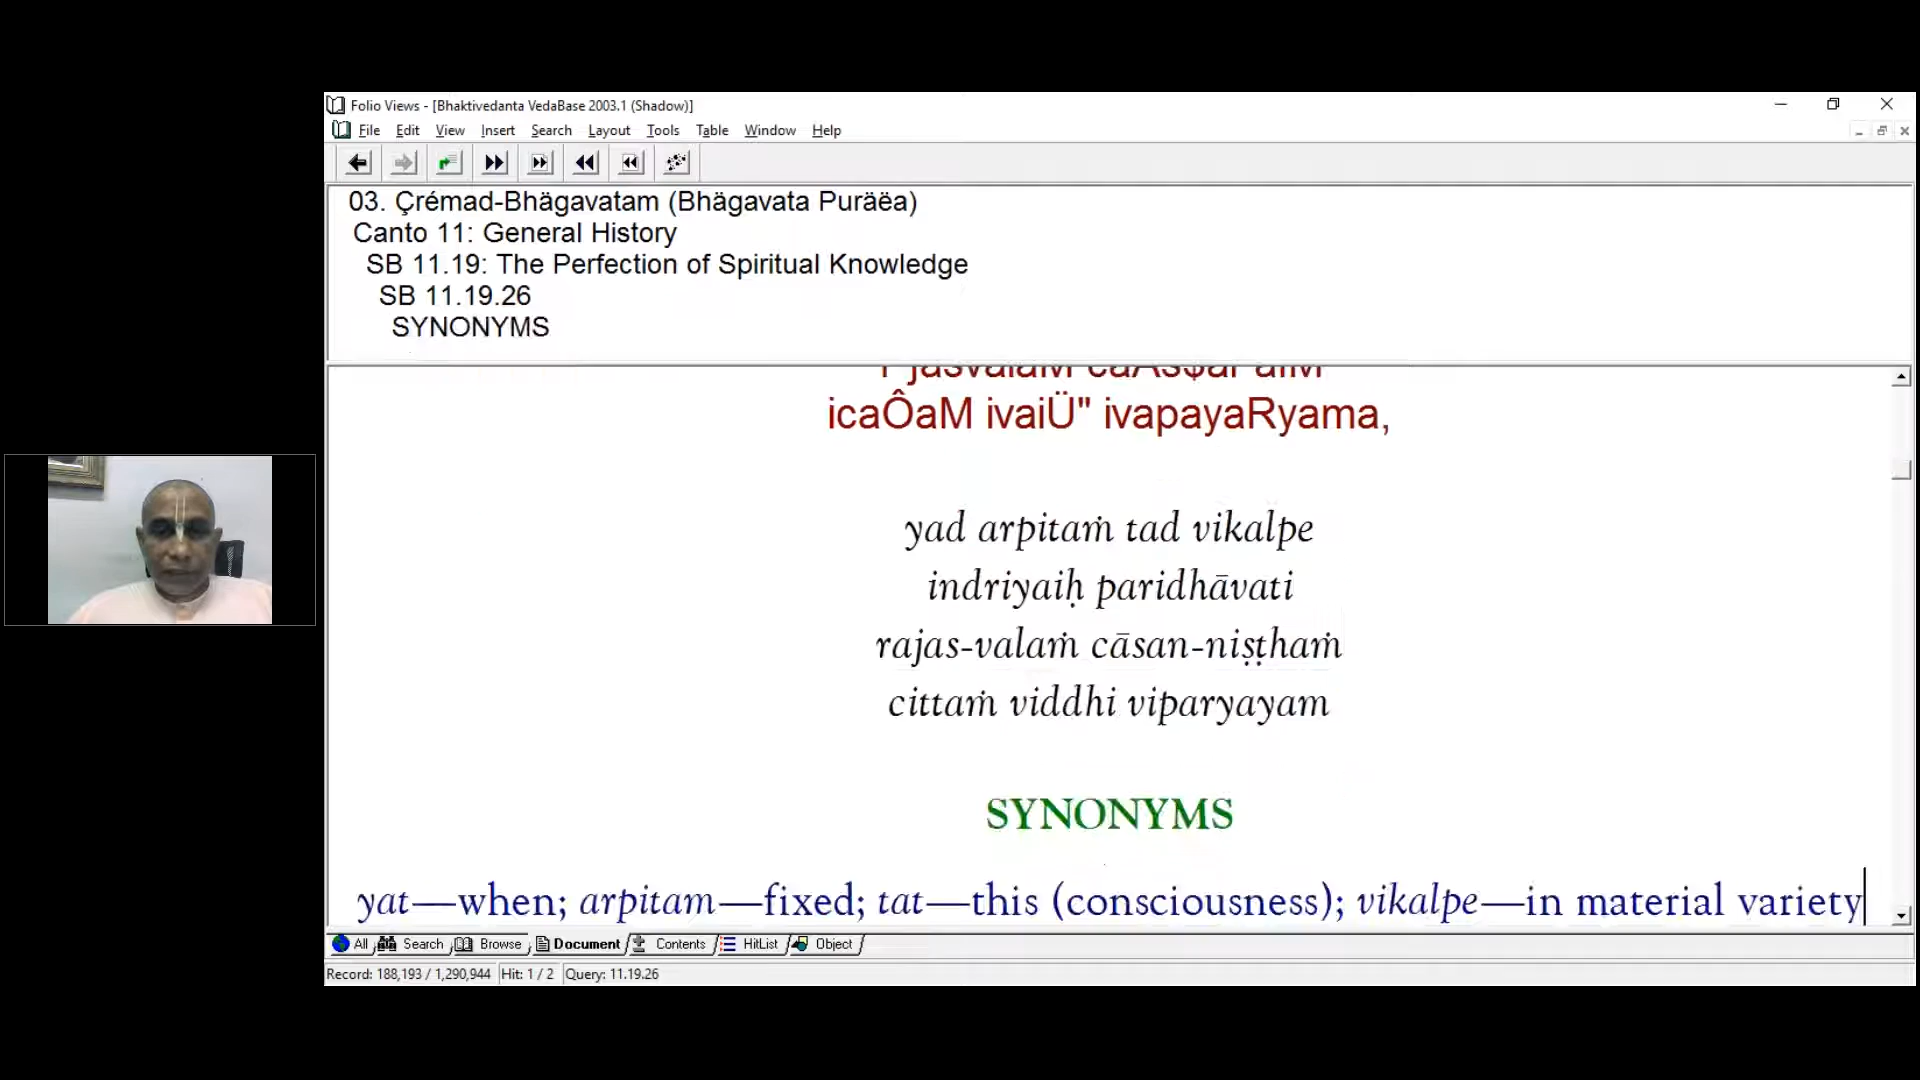 Folio Views - [Bhaktivedanta VedaBase 2003.1 (Shadow)]
File Edit View Insert Search Layout Tools Table Window Help
03. Çrémad-Bhägavatam (Bhägavata Puräëa)
Canto 11: General History
SB 11.19: The Perfection of Spiritual Knowledge
SB 11.19.26
SYNONYMS
icaÔaM ivaiÜ" ivapayaRyama,
yad arpitaṁ tad vikalpe
indriyaiḥ paridhāvati
rajas-valaṁ cāsan-niṣṭhaṁ
cittaṁ viddhi viparyayam
SYNONYMS
yat—when; arpitam—fixed; tat—this (consciousness); vikalpe—in material variety
All Search Browse Document Contents HitList Object
Record: 188,193 / 1,290,944 Hit: 1 / 2 Query: 11.19.26